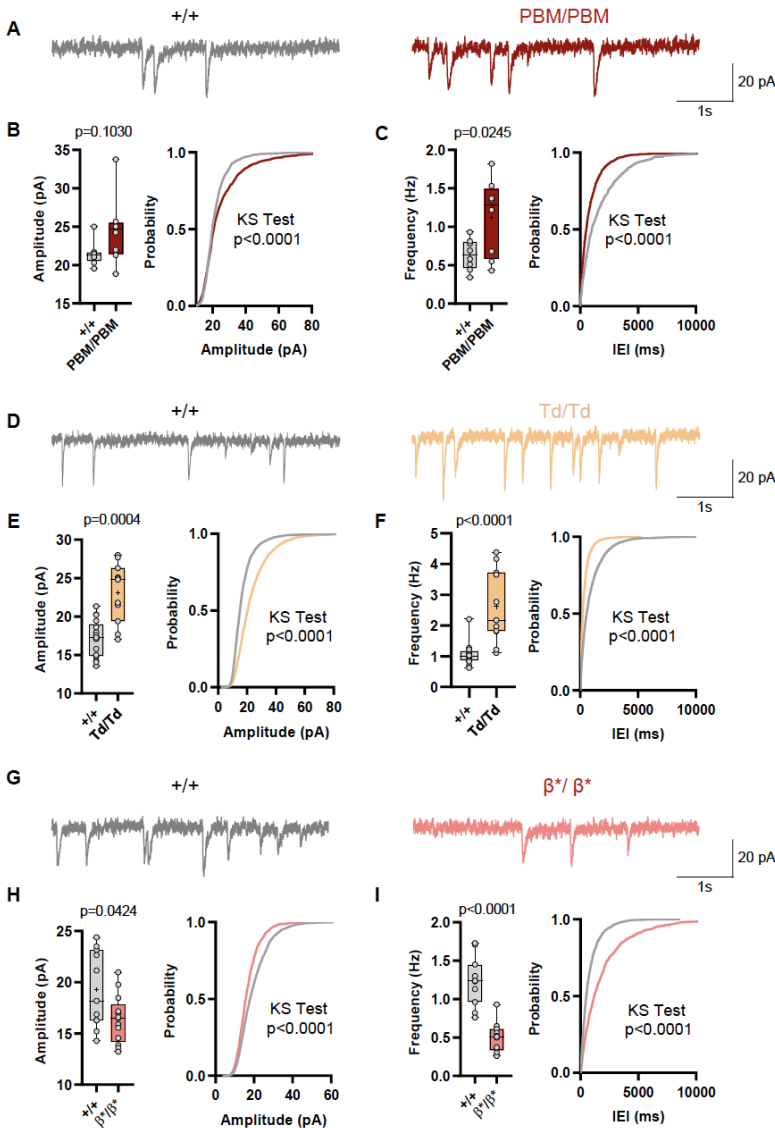 A
+/+
PBM/PBM
20 pA
1s
B
p=0.1030
Amplitude (pA)
35
30
25
20
15
+/+
PBM/PBM
Probability
1.0
0.5
0.0
KS Test
p<0.0001
20 40 60 80
Amplitude (pA)
C
p=0.0245
Frequency (Hz)
2.0
1.5
1.0
0.5
0.0
+/+
PBM/PBM
Probability
1.0
0.5
0.0
KS Test
p<0.0001
0 5000 10000
IEI (ms)
D
+/+
Td/Td
20 pA
1s
E
p=0.0004
Amplitude (pA)
30
25
20
15
10
+/+
Td/Td
Probability
1.0
0.5
0.0
KS Test
p<0.0001
0 20 40 60 80
Amplitude (pA)
F
p<0.0001
Frequency (Hz)
5
4
3
2
1
0
+/+
Td/Td
Probability
1.0
0.5
0.0
KS Test
p<0.0001
0 5000 10000
IEI (ms)
G
+/+
β*/ β*
20 pA
1s
H
p=0.0424
Amplitude (pA)
25
20
15
10
+/+
β*/β*
Probability
1.0
0.5
0.0
KS Test
p<0.0001
0 20 40 60
Amplitude (pA)
I
p<0.0001
Frequency (Hz)
2.0
1.5
1.0
0.5
0.0
+/+
β*/β*
Probability
1.0
0.5
0.0
KS Test
p<0.0001
0 5000 10000
IEI (ms)